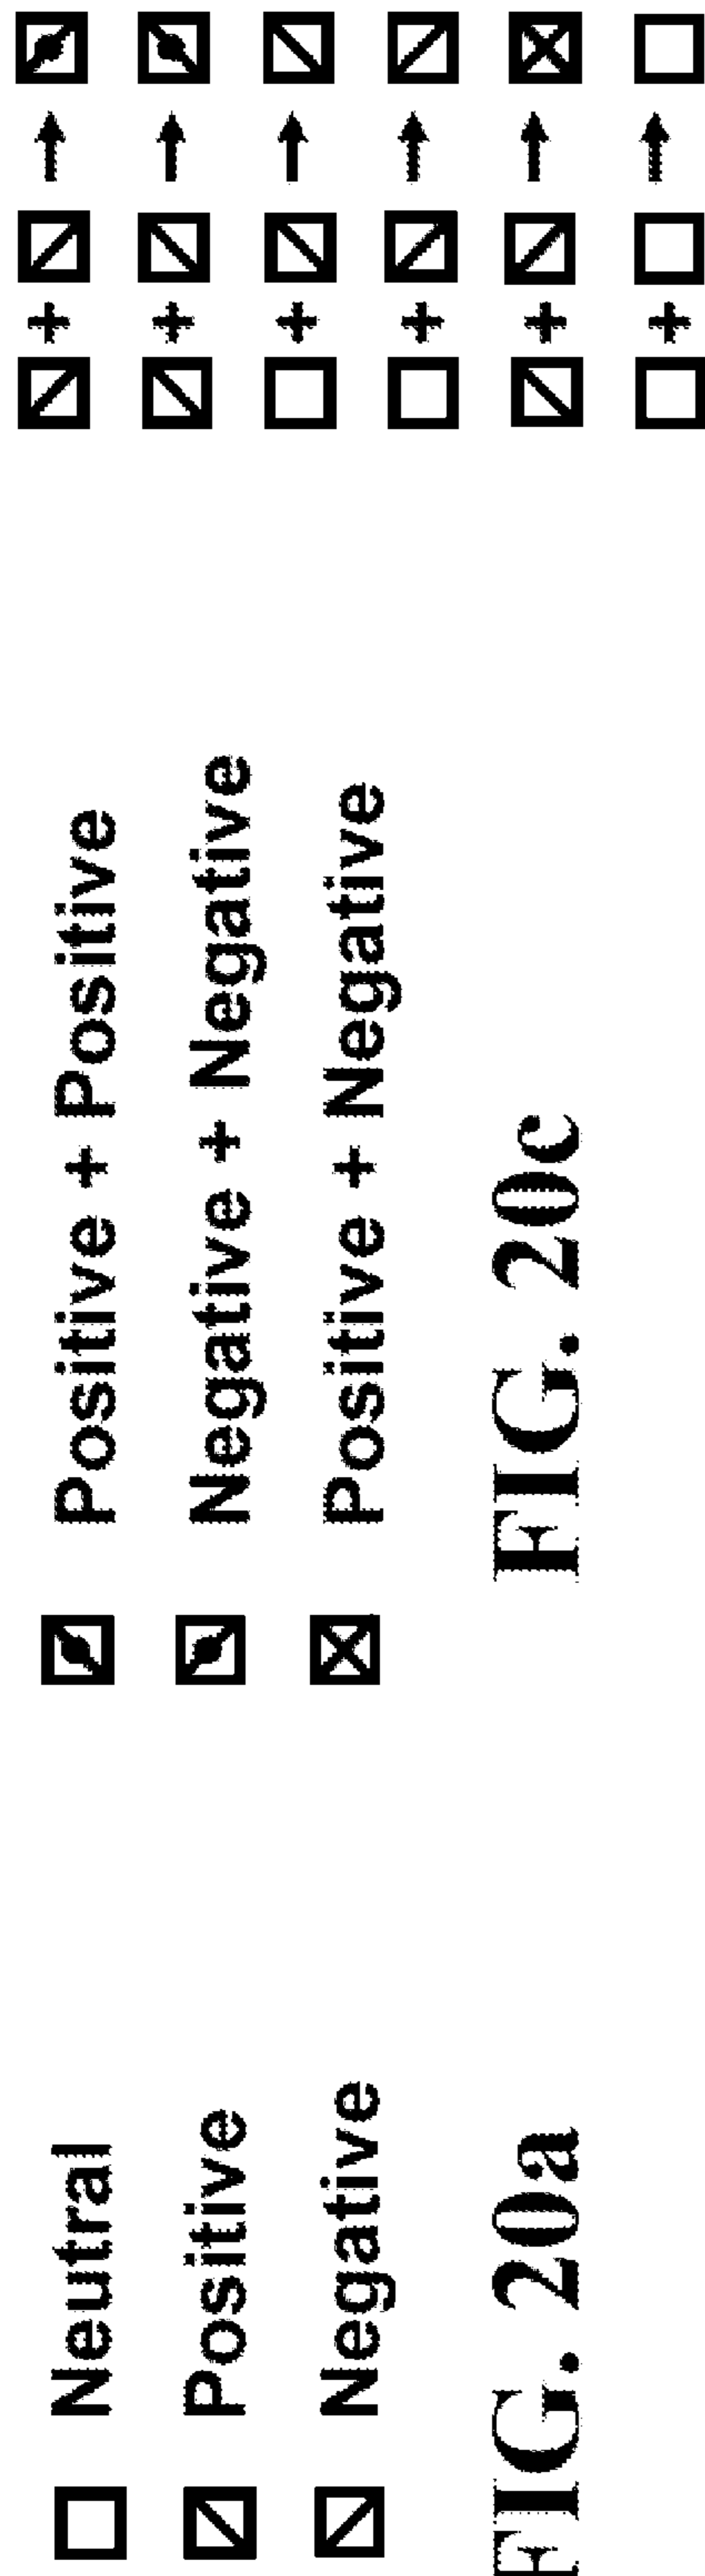 Neutral
Positive
Negative
FIG. 20a
Positive + Positive
Negative + Negative
Positive + Negative
FIG. 20c
+ →
+ →
+ →
+ →
+ →
+ →